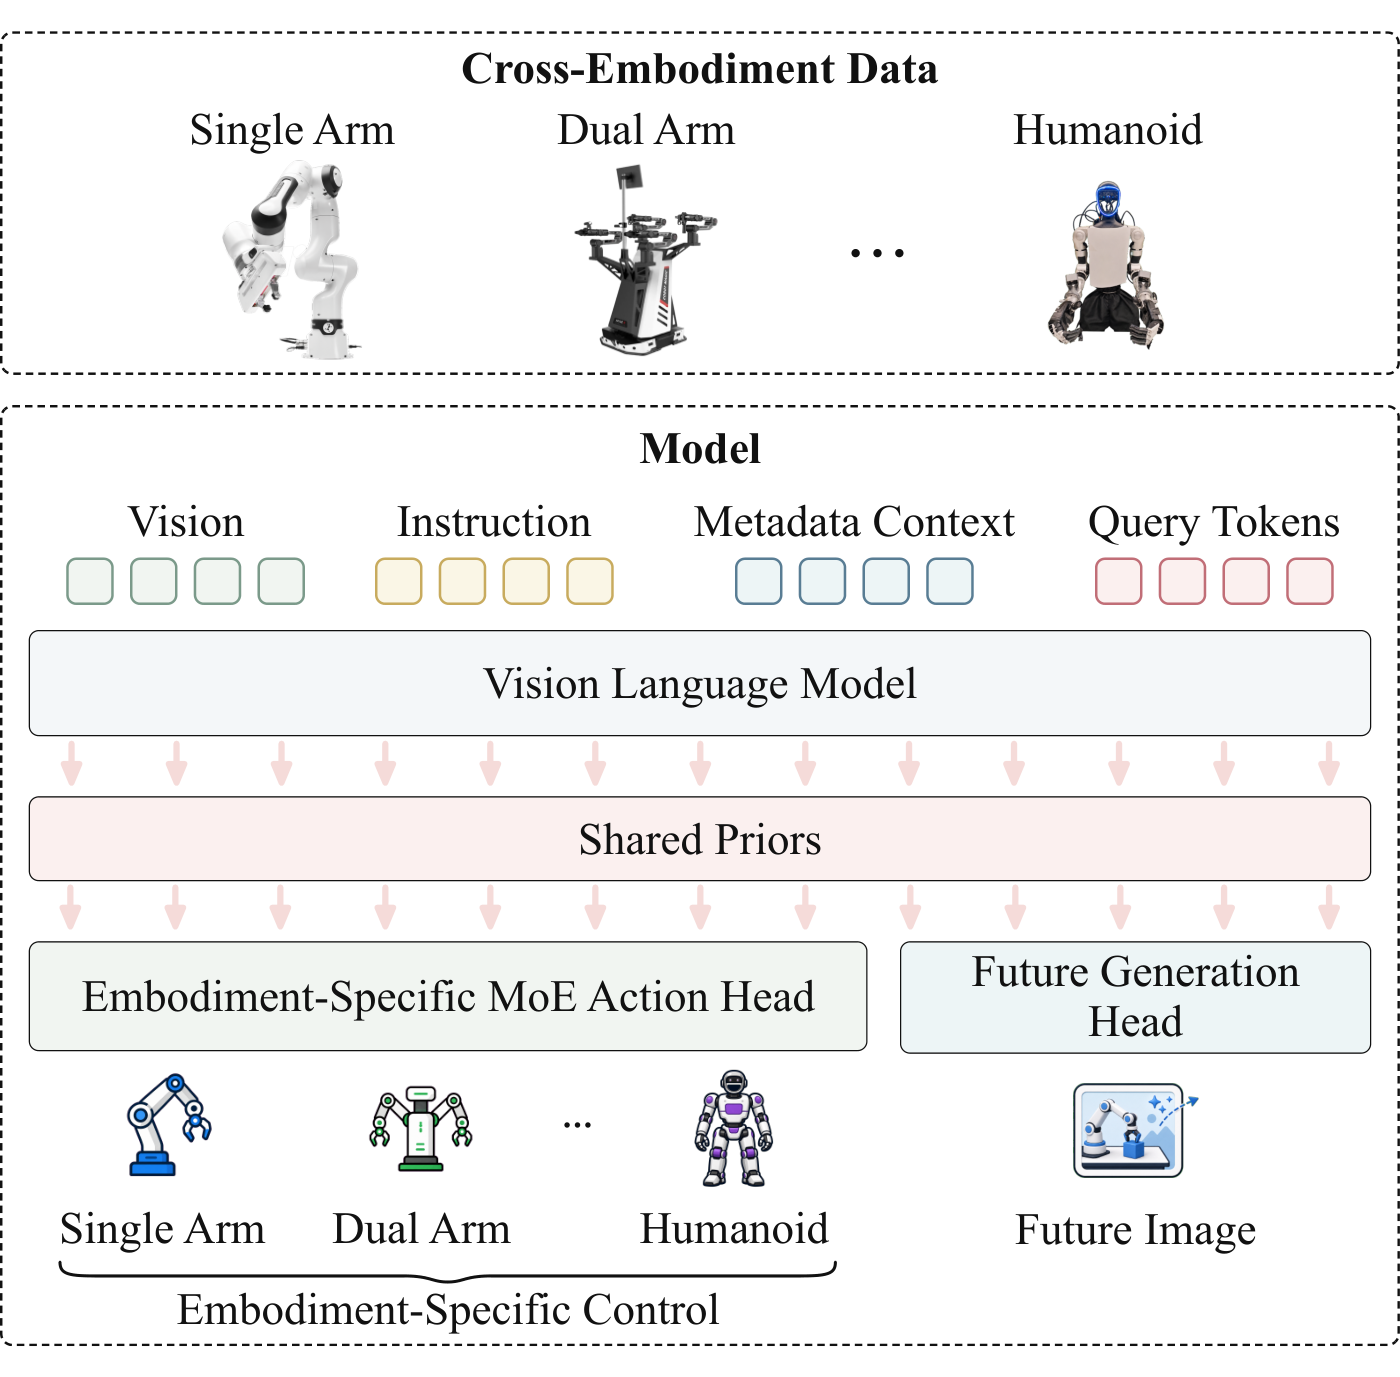 Cross-Embodiment Data
Single Arm
Dual Arm
...
Humanoid
Model
Vision
Instruction
Metadata Context
Query Tokens
Vision Language Model
Shared Priors
Embodiment-Specific MoE Action Head
Future Generation
Head
...
Single Arm
Dual Arm
Humanoid
Future Image
Embodiment-Specific Control